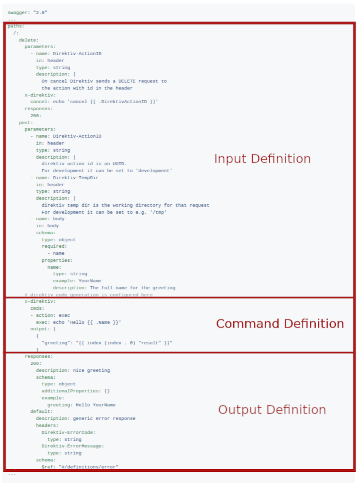 swagger: "2.0"
...
paths:
/:
delete:
parameters:
- name: Direktiv-ActionID
in: header
type: string
description: |
On cancel Direktiv sends a DELETE request to
the action with id in the header
x-direktiv:
cancel: echo 'cancel {{ .DirektivActionID }}'
responses:
200:
post:
parameters:
- name: Direktiv-ActionID
in: header
type: string
description: |
direktiv action id is an UUID.
For development it can be set to 'development'
name: Direktiv-TempDir
in: header
type: string
description: |
direktiv temp dir is the working directory for that request
For development it can be set to e.g. '/tmp'
name: body
in: body
schema:
type: object
required:
- name
properties:
name:
type: string
example: YourName
description: The full name for the greeting
Input Definition
# direktiv code generation is configured here
x-direktiv:
cmds:
- action: exec
exec: echo 'Hello {{ .Name }}'
output: |
{
"greeting": "{{ index (index . 0) "result" }}"
}
Command Definition
responses:
200:
description: nice greeting
schema:
type: object
additionalProperties: {}
example:
greeting: Hello YourName
default:
description: generic error response
headers:
Direktiv-ErrorCode:
type: string
Direktiv-ErrorMessage:
type: string
schema:
$ref: "#/definitions/error"
Output Definition
...